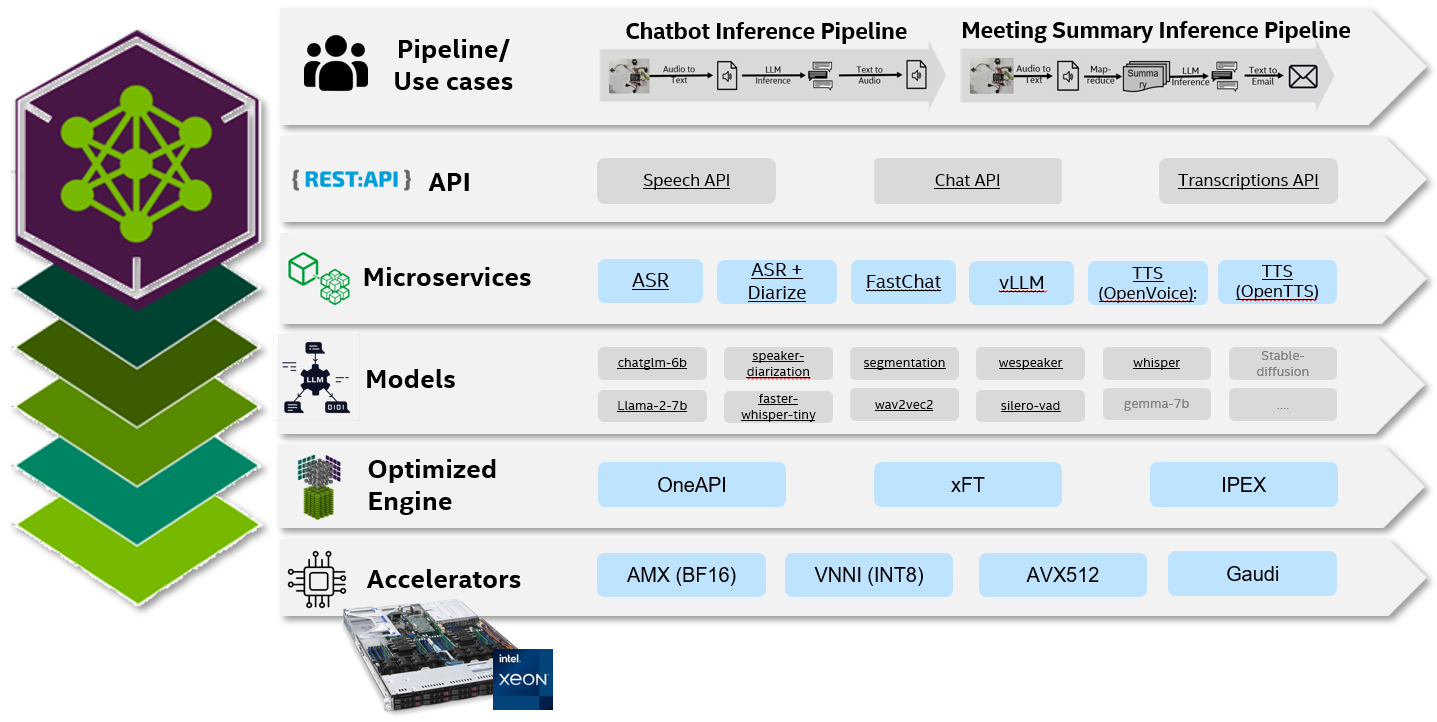 Chatbot Inference Pipeline
Meeting Summary Inference Pipeline
Pipeline/
Use cases
Audio to
Text
LLM
Inference
Text to
Audio
Audio to
Text
Map-
reduce
Summa
ry
LLM
Inference
Text to
Email
{ REST:API }
API
Speech API
Chat API
Transcriptions API
Microservices
ASR
ASR +
Diarize
FastChat
vLLM
TTS
(OpenVoice):
TTS
(OpenTTS)
LLM
Models
chatglm-6b
speaker-
diarization
segmentation
wespeaker
whisper
Stable-
diffusion
Llama-2-7b
faster-
whisper-tiny
wav2vec2
silero-vad
gemma-7b
....
Optimized
Engine
OneAPI
xFT
IPEX
Accelerators
AMX (BF16)
VNNI (INT8)
AVX512
Gaudi
intel.
xeon